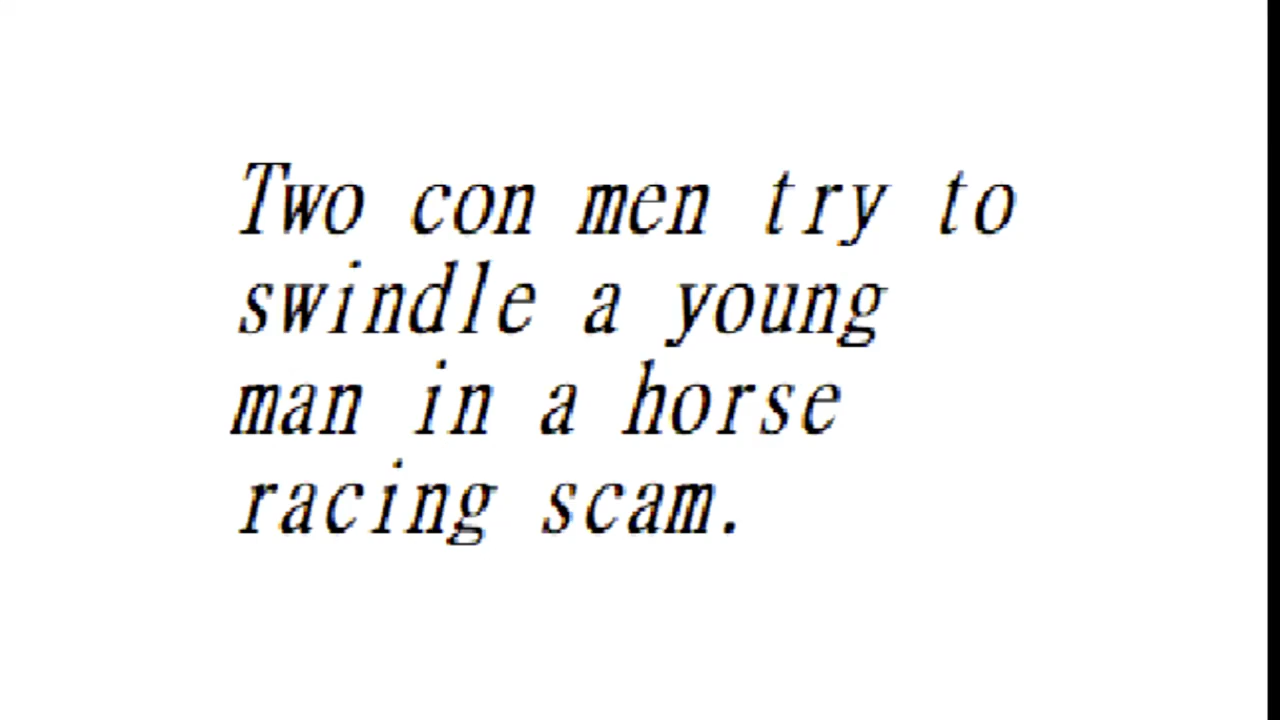 Two con men try to
swindle a young
man in a horse
racing scam.